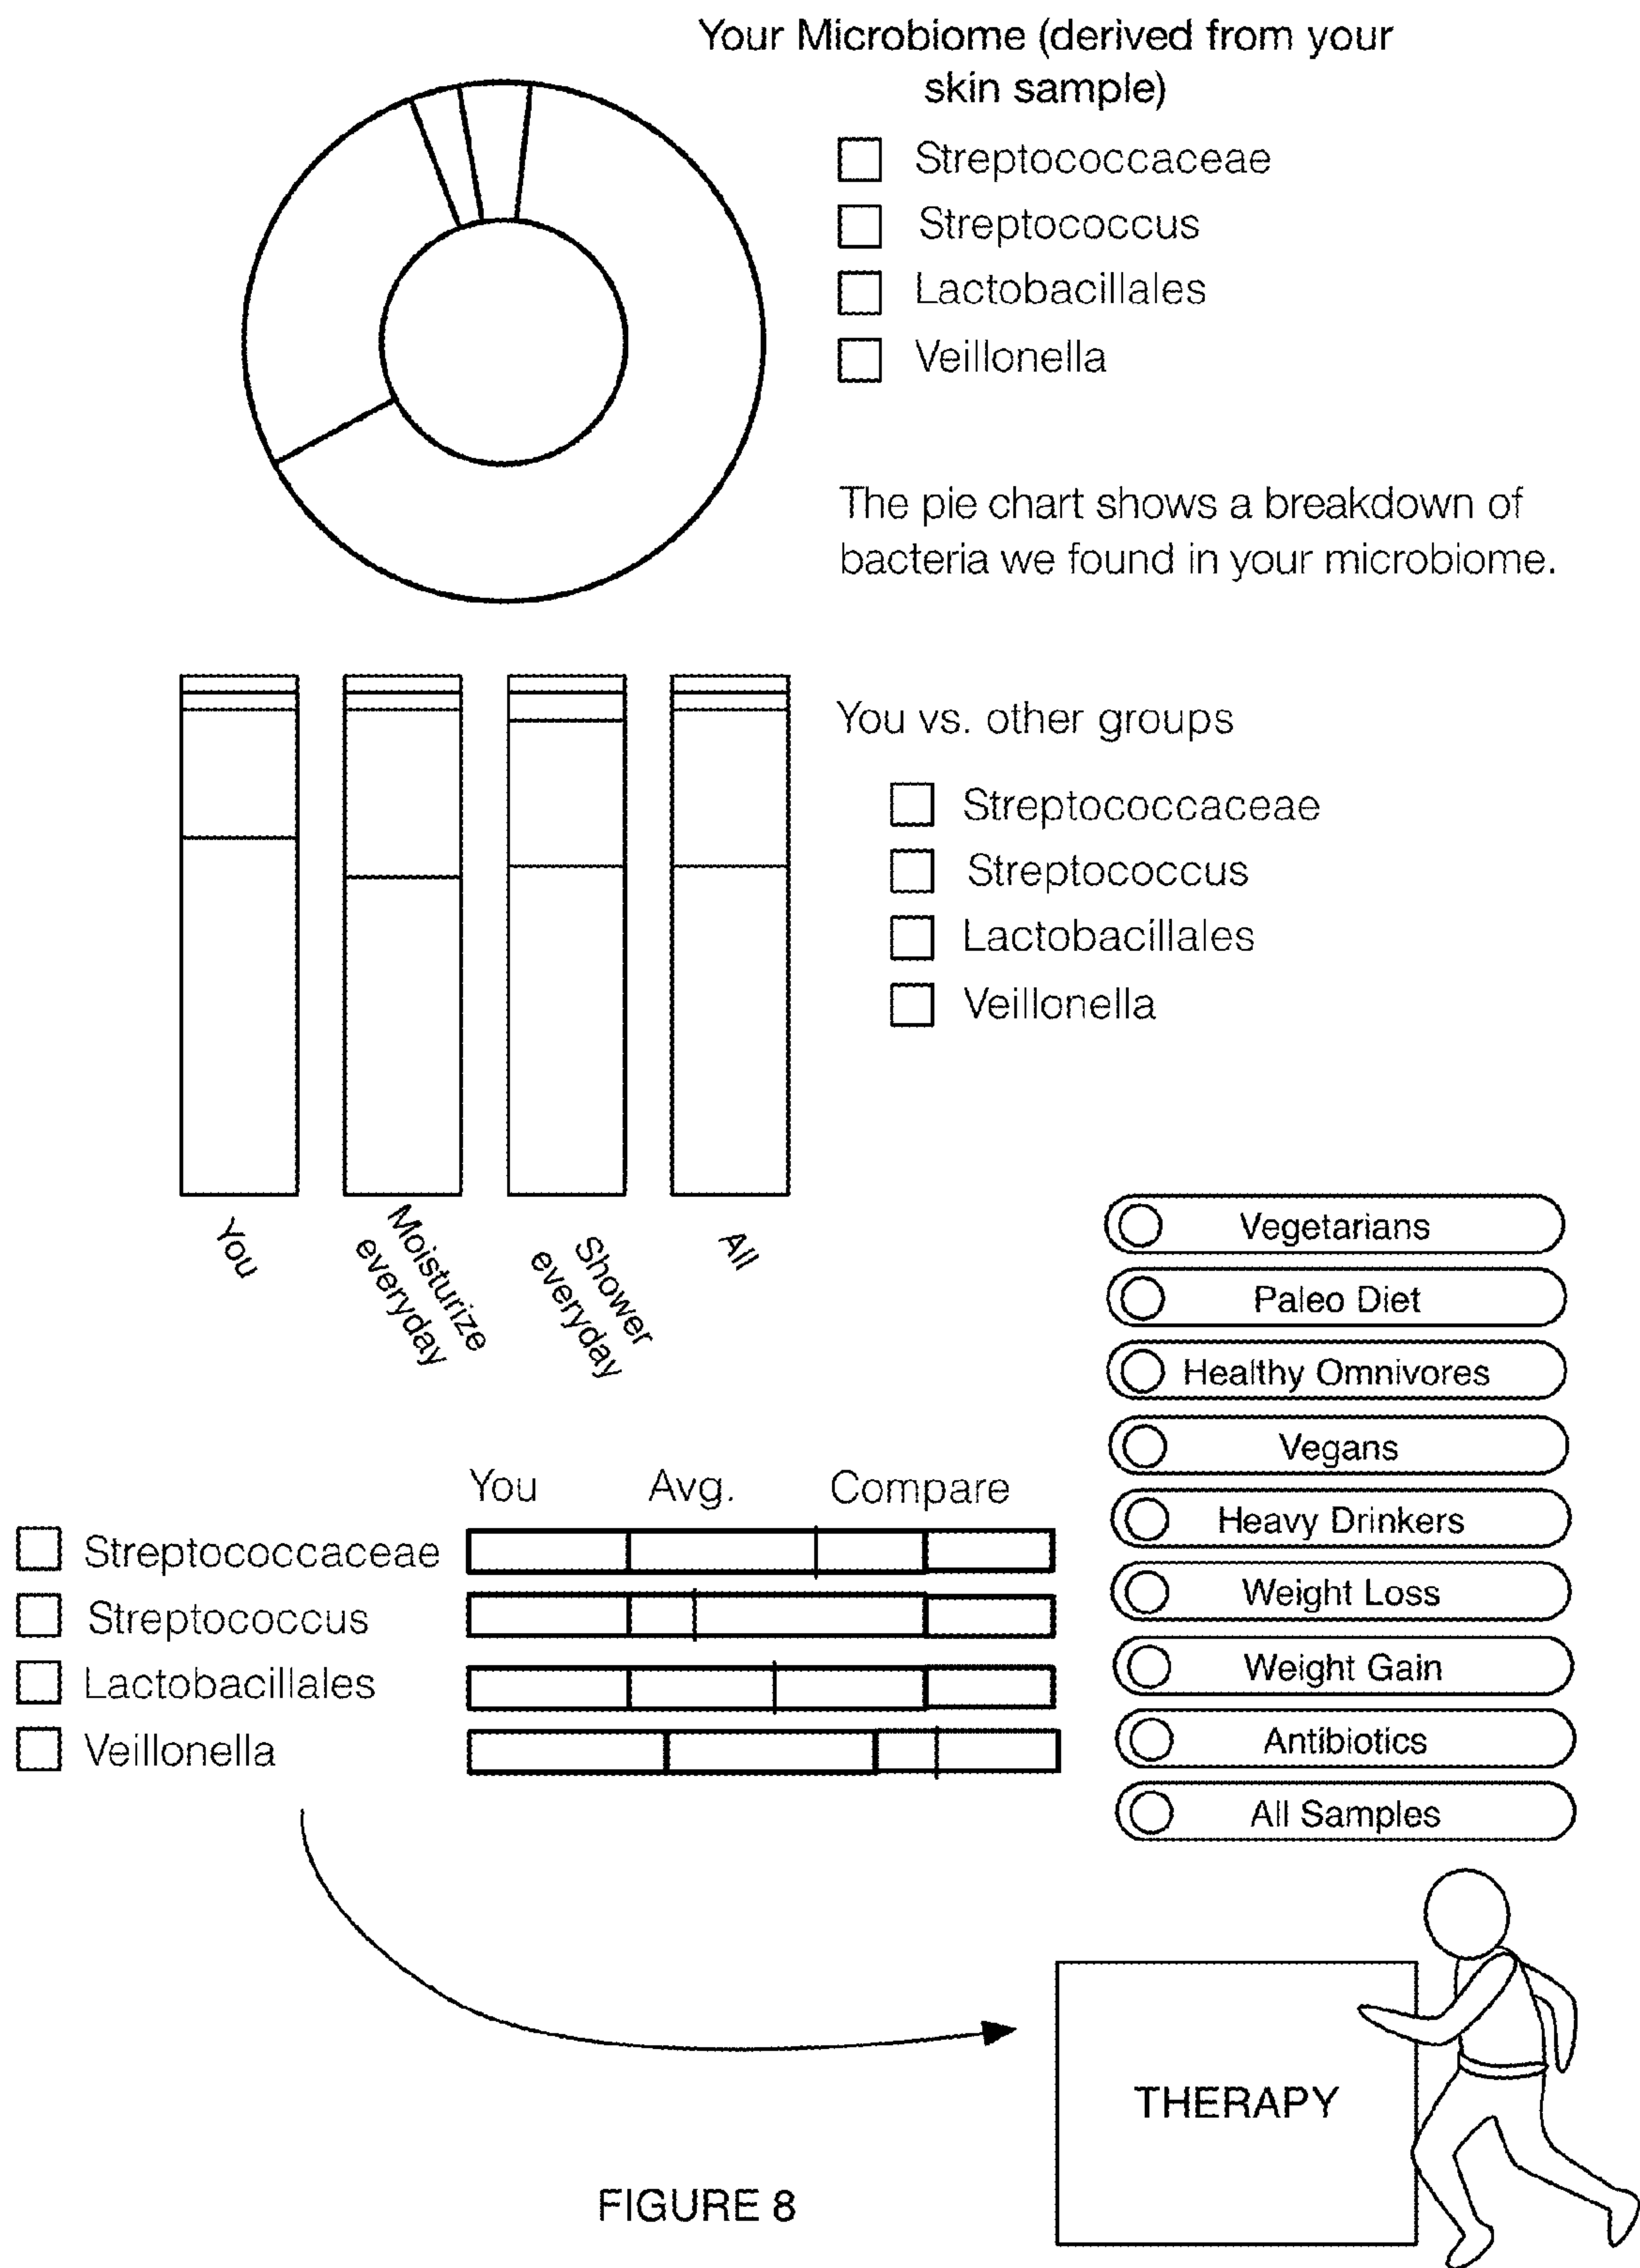 Your Microbiome (derived from your
skin sample)
Streptococcaceae
Streptococcus
Lactobacillales
Veillonella
The pie chart shows a breakdown of
bacteria we found in your microbiome.
You vs. other groups
Streptococcaceae
Streptococcus
Lactobacillales
Veillonella
You
Moisturize
everyday
Shower
everyday
All
Vegetarians
Paleo Diet
Healthy Omnivores
Vegans
Heavy Drinkers
Weight Loss
Weight Gain
Antibiotics
All Samples
You Avg. Compare
Streptococcaceae
Streptococcus
Lactobacillales
Veillonella
THERAPY
FIGURE 8